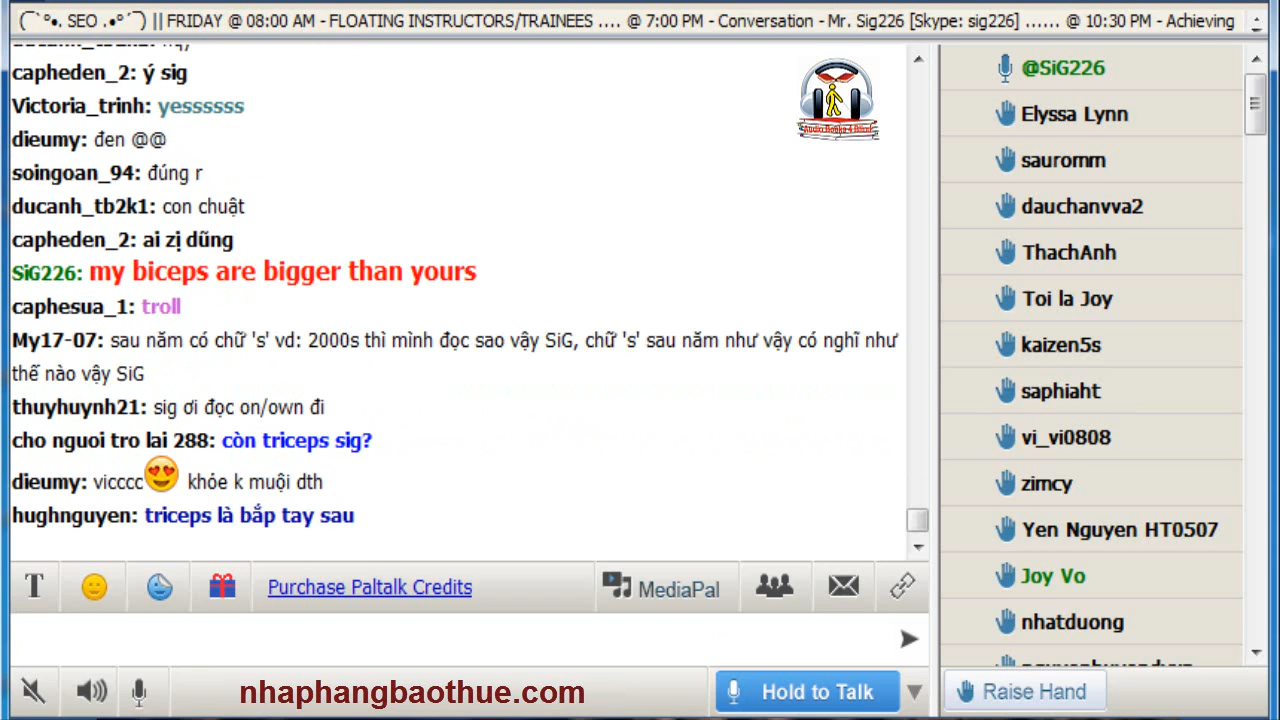 (¯`°•. SEO .•°´¯) || FRIDAY @ 08:00 AM - FLOATING INSTRUCTORS/TRAINEES .... @ 7:00 PM - Conversation - Mr. Sig226 [Skype: sig226] ...... @ 10:30 PM - Achieving
capheden_2: ý sig
Victoria_trinh: yessssss
dieumy: đen @@
soingoan_94: đúng r
ducanh_tb2k1: con chuật
capheden_2: ai zị dũng
SiG226: my biceps are bigger than yours
caphesua_1: troll
My17-07: sau năm có chữ 's' vd: 2000s thì mình đọc sao vậy SiG, chữ 's' sau năm như vậy có nghĩ như
thế nào vậy SiG
thuyhuynh21: sig ơi đọc on/own đi
cho nguoi tro lai 288: còn triceps sig?
dieumy: vicccc khỏe k muội dth
hughnguyen: triceps là bắp tay sau
Audio Books 4 Blind
@SiG226
Elyssa Lynn
sauromm
dauchanvva2
ThachAnh
Toi la Joy
kaizen5s
saphiaht
vi_vi0808
zimcy
Yen Nguyen HT0507
Joy Vo
nhatduong
T
Purchase Paltalk Credits
MediaPal
nhaphangbaothue.com
Hold to Talk
Raise Hand